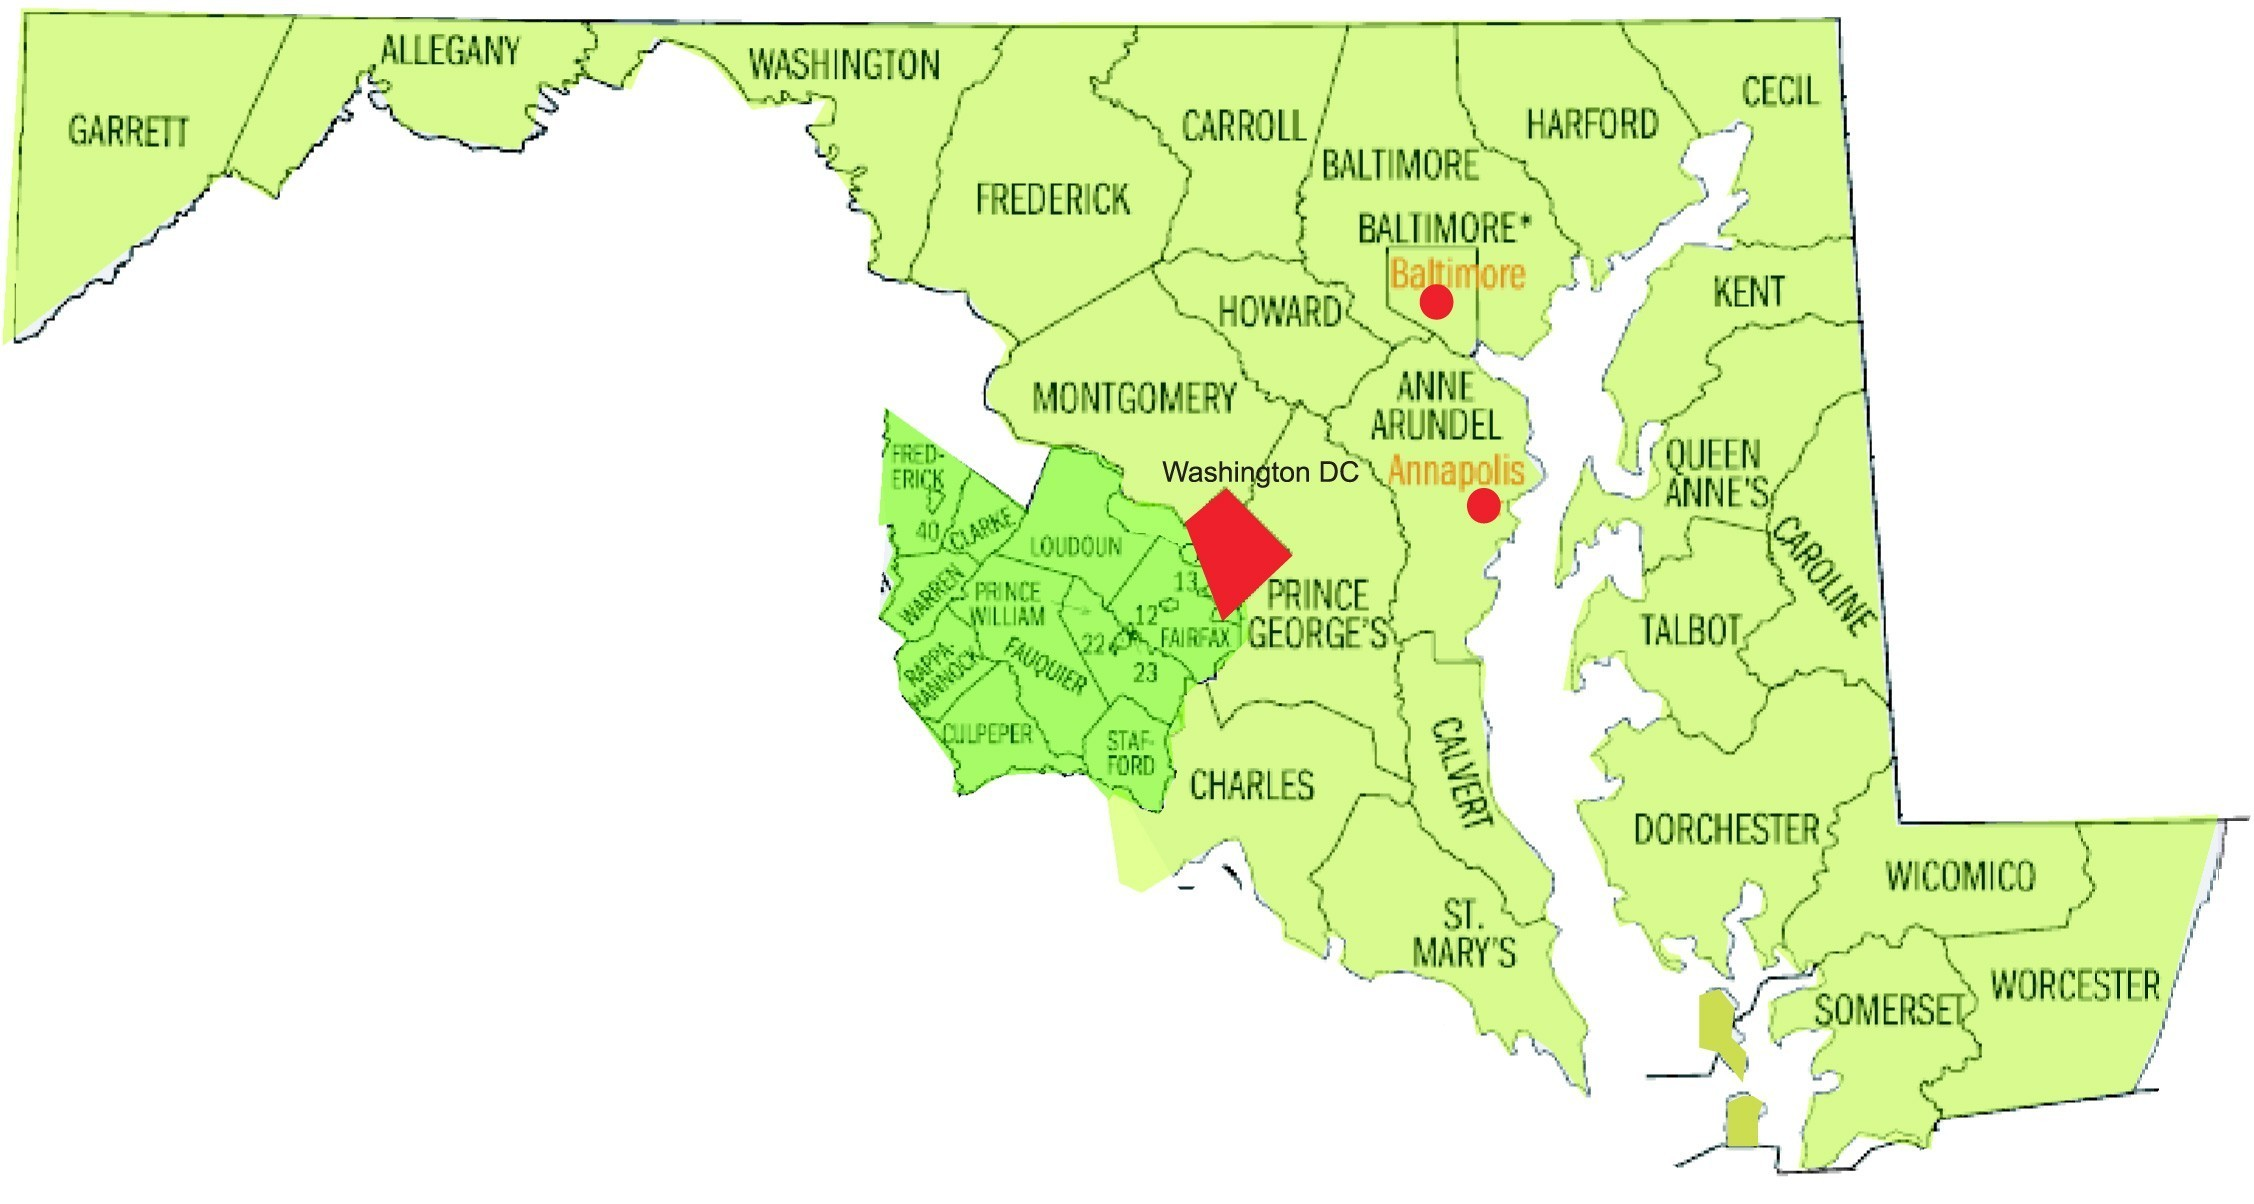 ALLEGANY
WASHINGTON
GARRETT
CECIL
CARROLL
HARFORD
BALTIMORE
FREDERICK
BALTIMORE*
Baltimore
HOWARD
KENT
MONTGOMERY
ANNE
ARUNDEL
Washington DC
Annapolis
QUEEN
ANNE'S
CAROLINE
FRED-
ERICK
40
CLARKE
LOUDOUN
WARREN
PRINCE
WILLIAM
13
12
22
FAIRFAX
23
RAPPA-
HANNOCK
FAUQUIER
CULPEPER
STAF-
FORD
PRINCE
GEORGE'S
TALBOT
CHARLES
CALVERT
DORCHESTER
WICOMICO
ST.
MARY'S
SOMERSET
WORCESTER